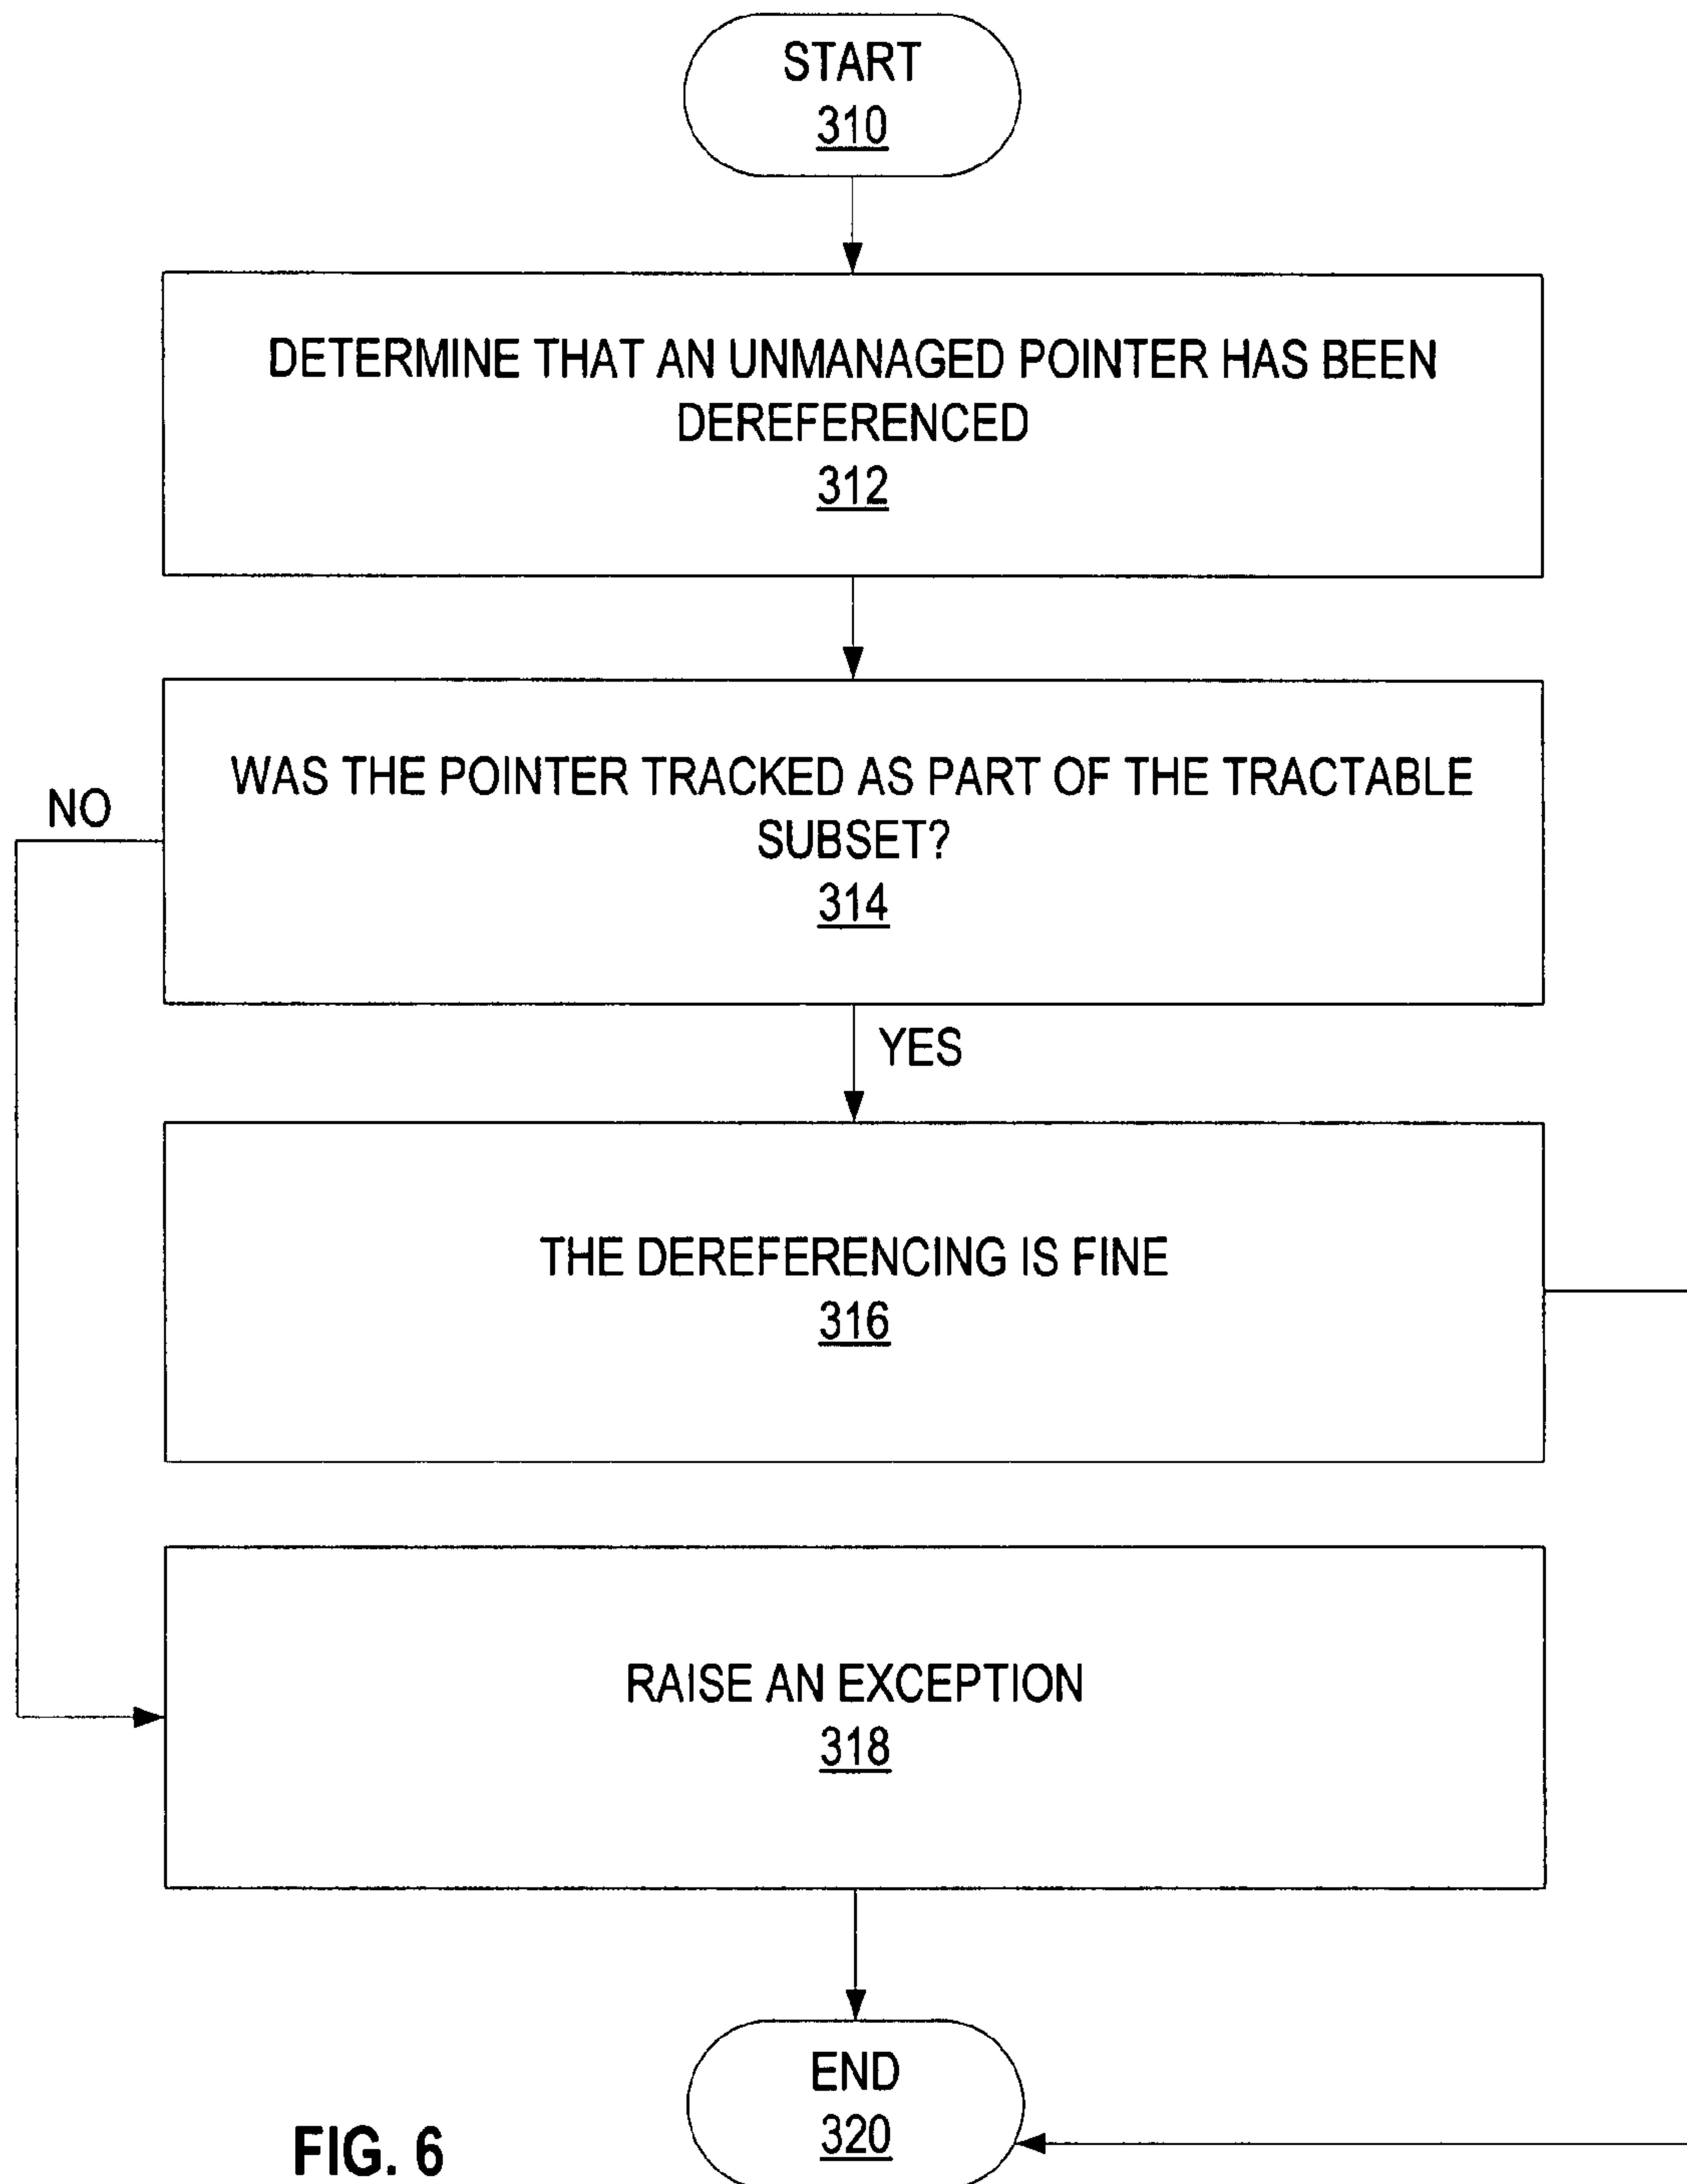 START
310
DETERMINE THAT AN UNMANAGED POINTER HAS BEEN
DEREFERENCED
312
WAS THE POINTER TRACKED AS PART OF THE TRACTABLE
SUBSET?
314
NO
YES
THE DEREFERENCING IS FINE
316
RAISE AN EXCEPTION
318
END
320
FIG. 6